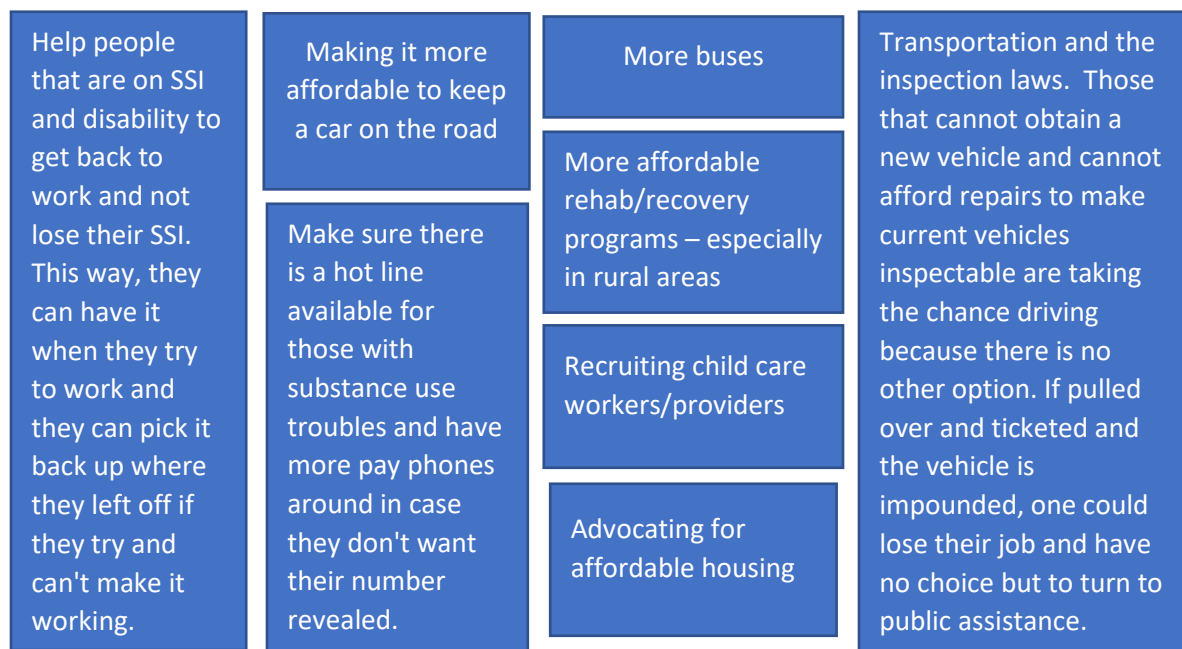 Help people
that are on SSI
and disability to
get back to
work and not
lose their SSI.
This way, they
can have it
when they try
to work and
they can pick it
back up where
they left off if
they try and
can't make it
working.
Making it more
affordable to keep
a car on the road
Make sure there
is a hot line
available for
those with
substance use
troubles and have
more pay phones
around in case
they don't want
their number
revealed.
More buses
More affordable
rehab/recovery
programs – especially
in rural areas
Recruiting child care
workers/providers
Advocating for
affordable housing
Transportation and the
inspection laws.  Those
that cannot obtain a
new vehicle and cannot
afford repairs to make
current vehicles
inspectable are taking
the chance driving
because there is no
other option. If pulled
over and ticketed and
the vehicle is
impounded, one could
lose their job and have
no choice but to turn to
public assistance.